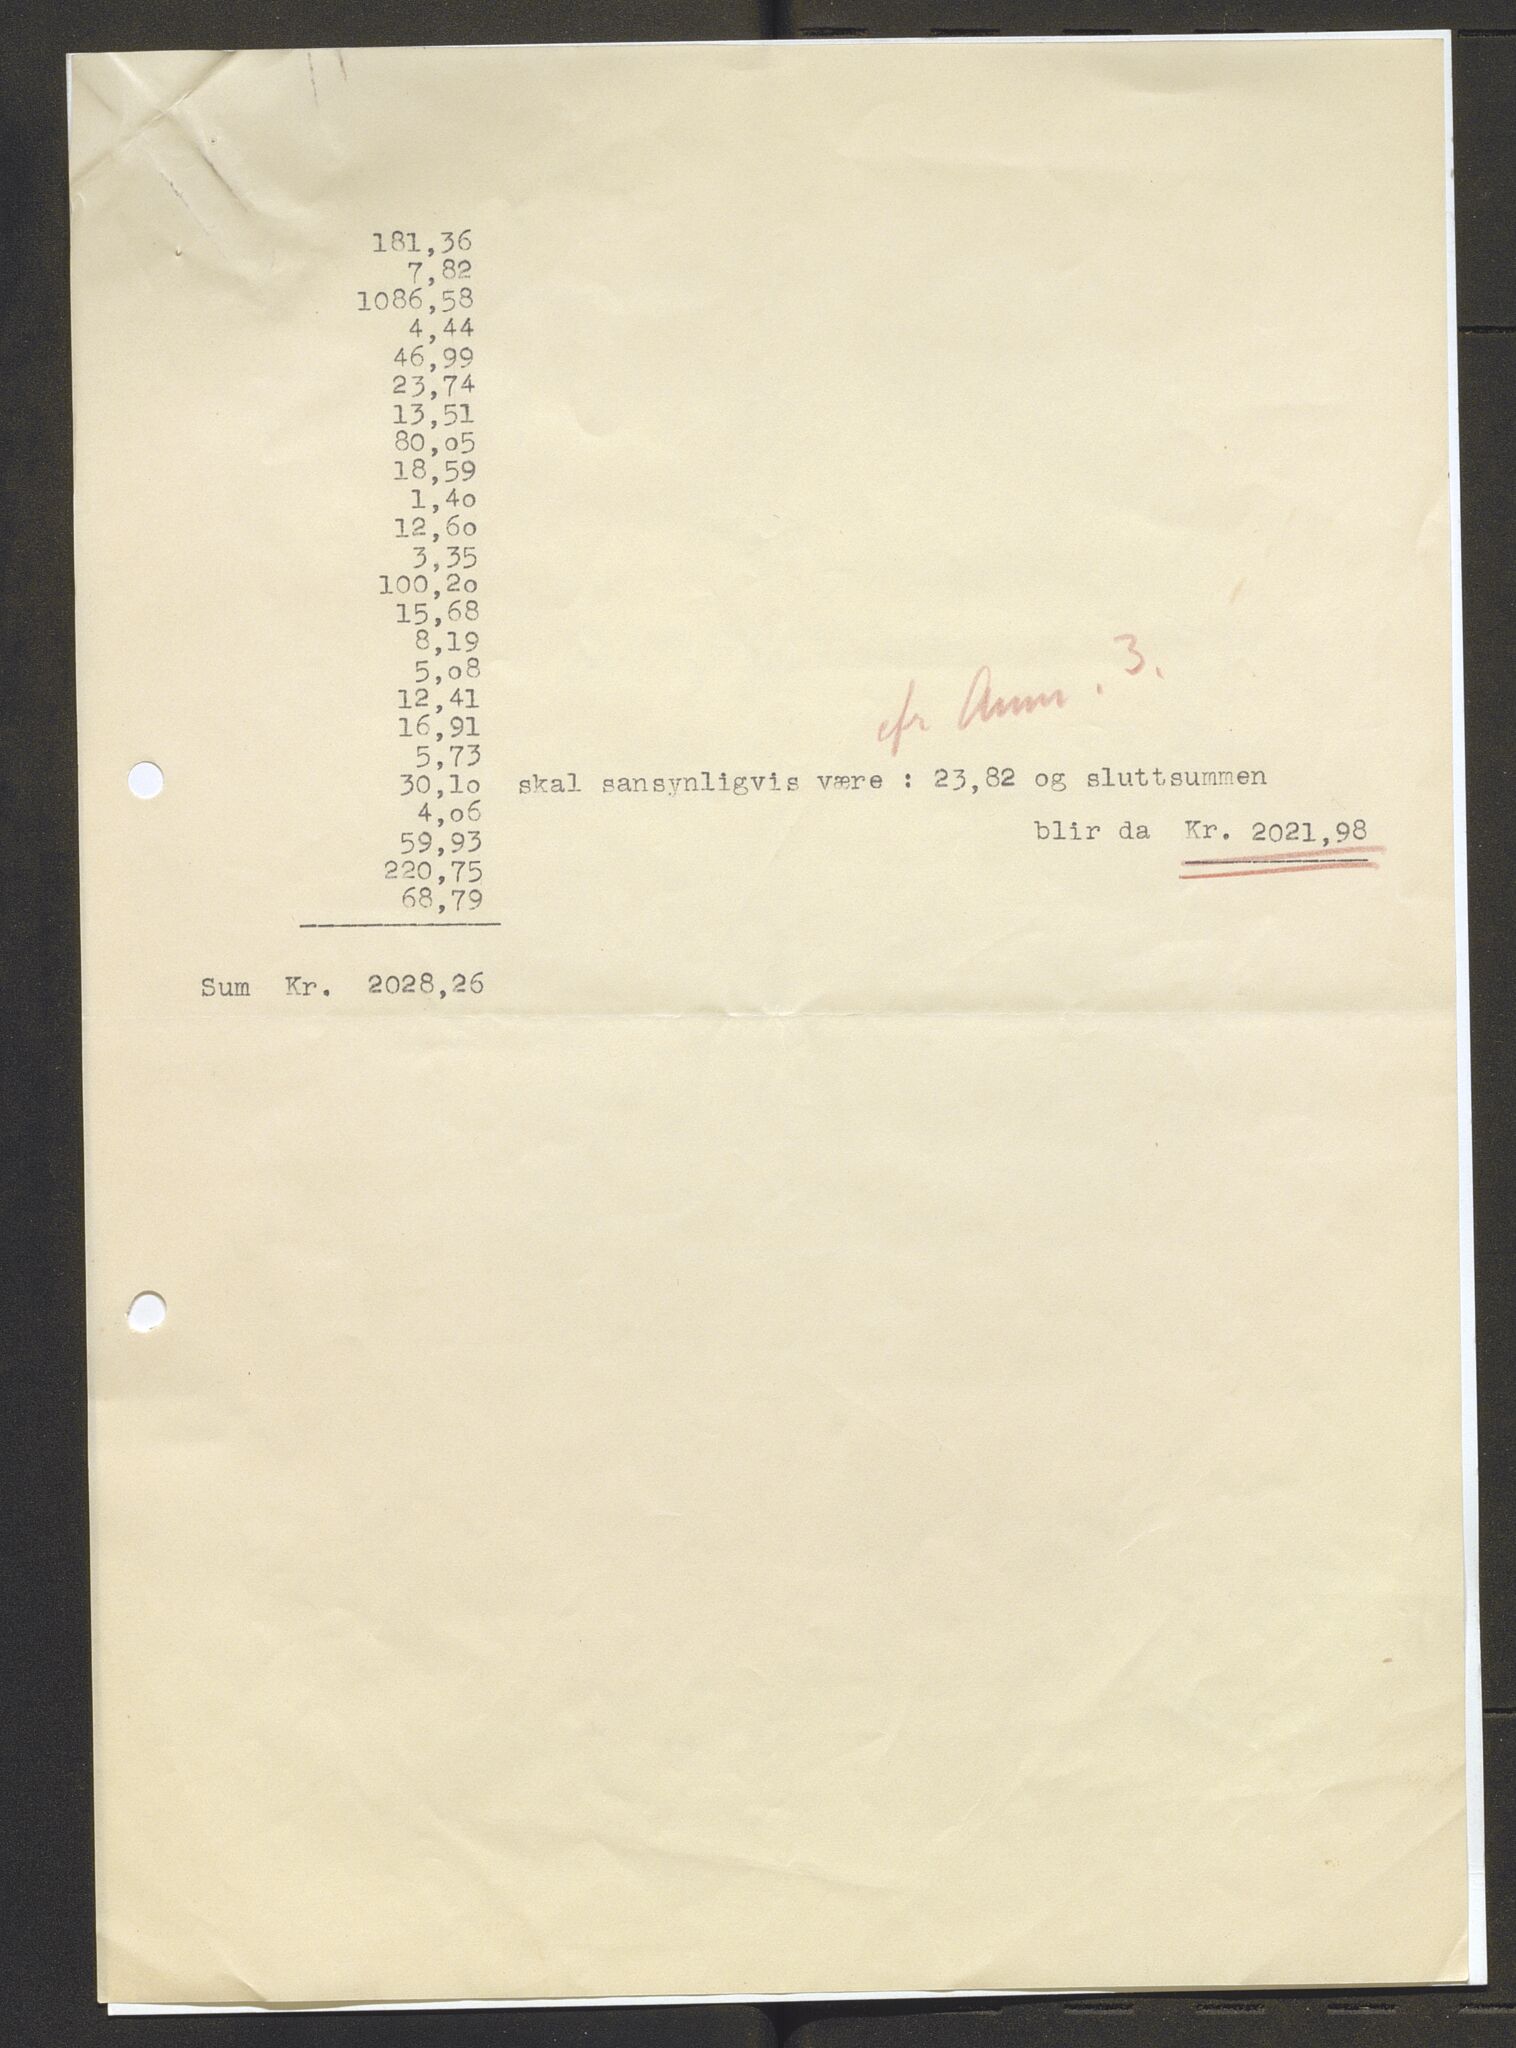 181,36
7,82
1086,58
4,44
46,99
23,74
13,51
80,o5
18,59
1,4o
12,6o
3,35
100,2o
15,68
8,19
5,o8
12,41
16,91
5,73
cfr Anm. 3.
30,1o skal sansynligvis være : 23,82 og sluttsummen
4,o6
blir da Kr. 2021,98
59,93
220,75
68,79
Sum Kr. 2028,26